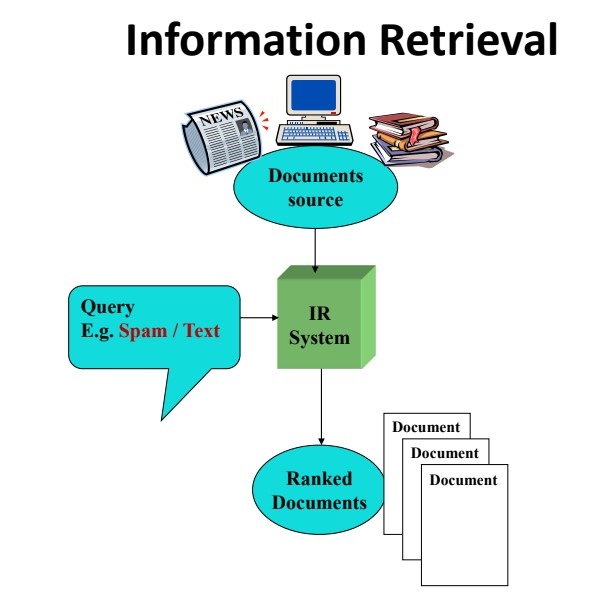 Information Retrieval
NEWS
Documents
source
Query
E.g. Spam / Text
IR
System
Ranked
Documents
Document
Document
Document